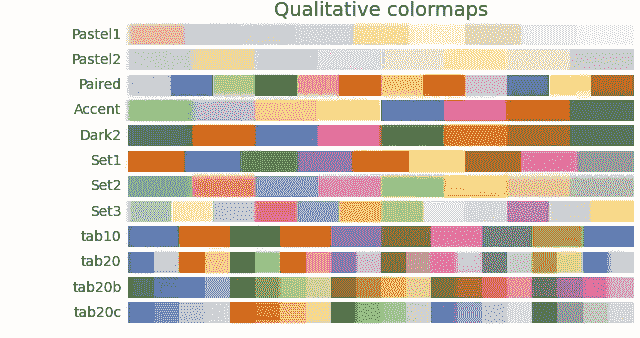 Qualitative colormaps
Pastel1
Pastel2
Paired
Accent
Dark2
Set1
Set2
Set3
tab10
tab20
tab20b
tab20c